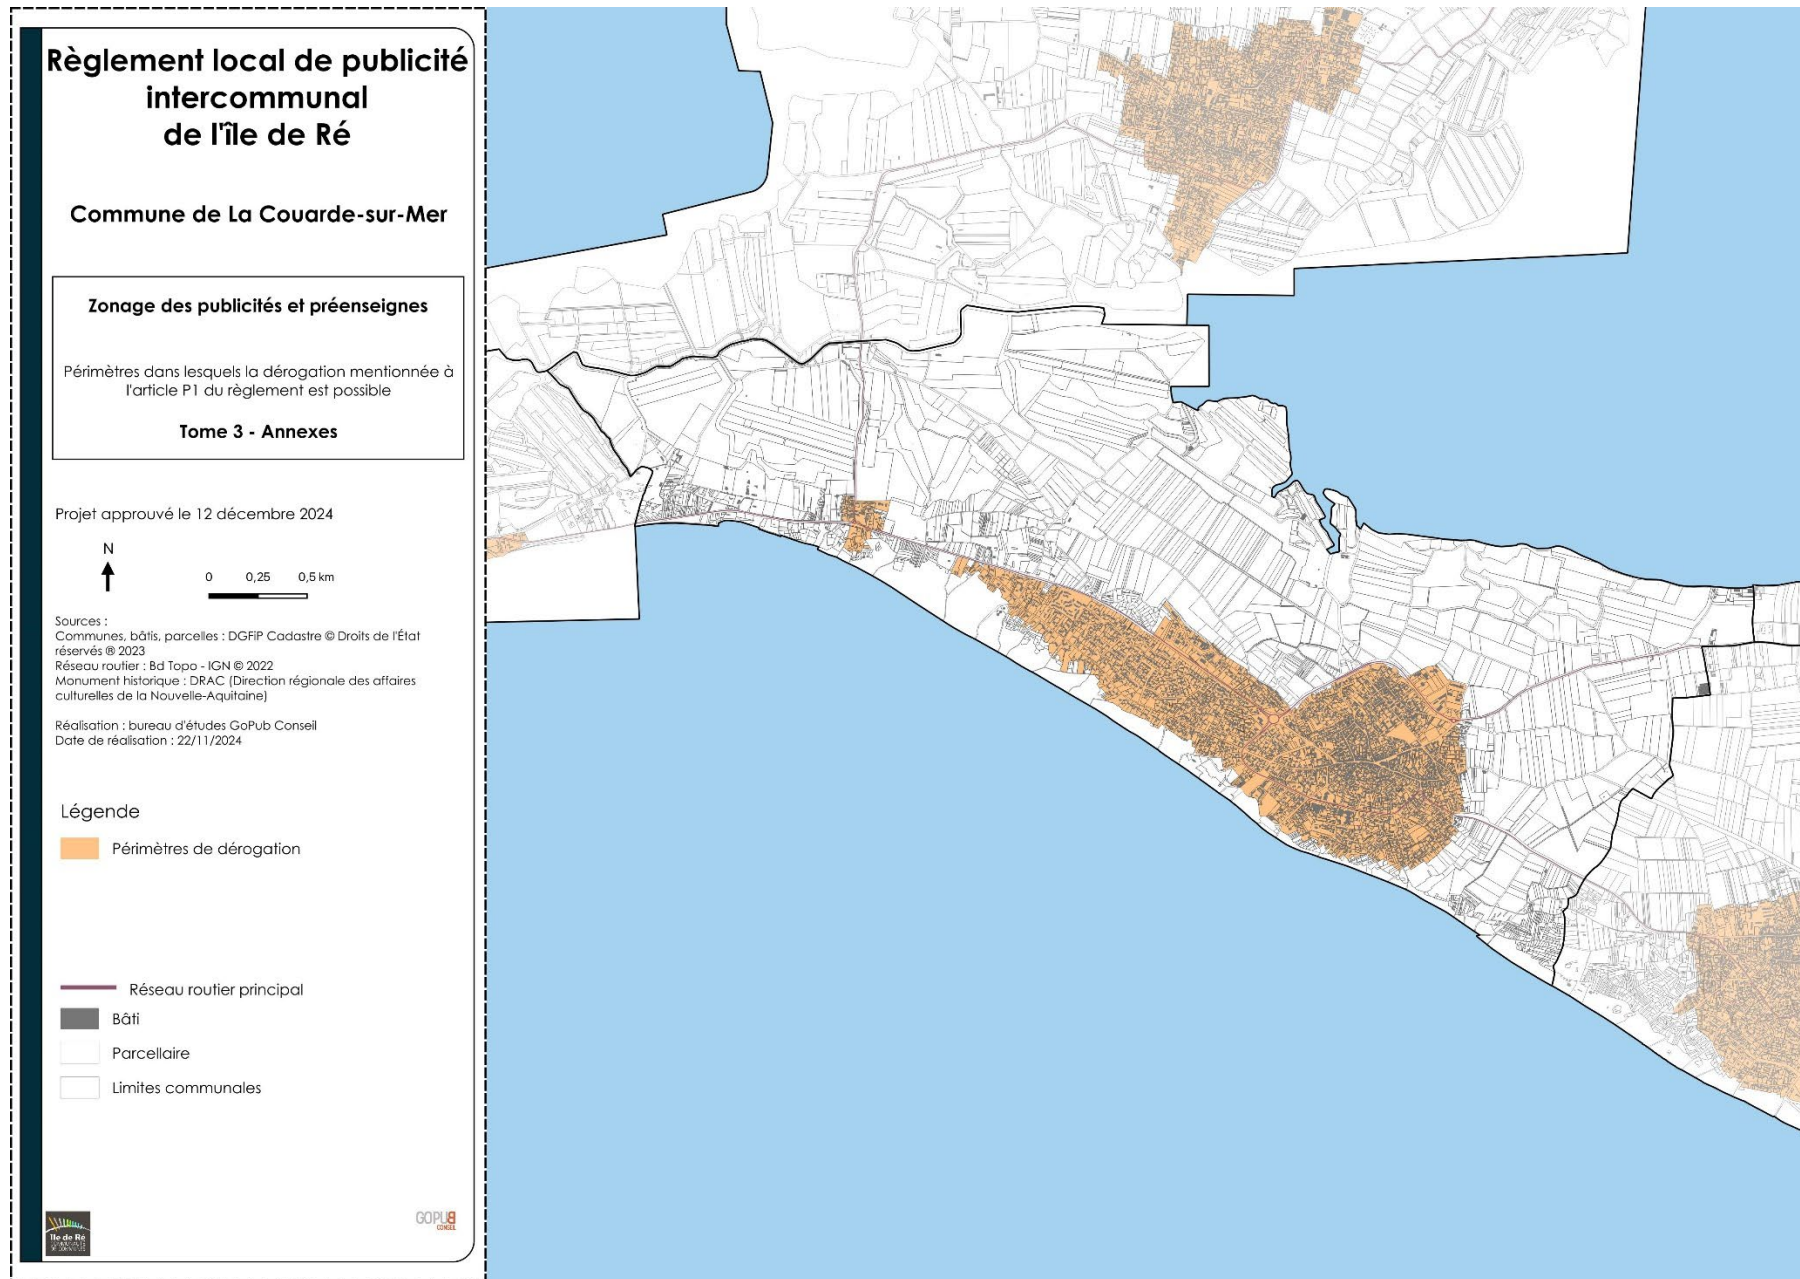 Règlement local de publicité
intercommunal
de l'île de Ré
Commune de La Couarde-sur-Mer
Zonage des publicités et préenseignes
Périmètres dans lesquels la dérogation mentionnée à
l'article P1 du règlement est possible
Tome 3 - Annexes
Projet approuvé le 12 décembre 2024
N
0 0,25 0,5 km
Sources :
Communes, bâtis, parcelles : DGFiP Cadastre © Droits de l'État
réservés ® 2023
Réseau routier : Bd Topo - IGN © 2022
Monument historique : DRAC (Direction régionale des affaires
culturelles de la Nouvelle-Aquitaine)
Réalisation : bureau d'études GoPub Conseil
Date de réalisation : 22/11/2024
Légende
Périmètres de dérogation
Réseau routier principal
Bâti
Parcellaire
Limites communales
Ile de Ré
COMMUNAUTÉ
DE COMMUNES
GOPUB
CONSEIL